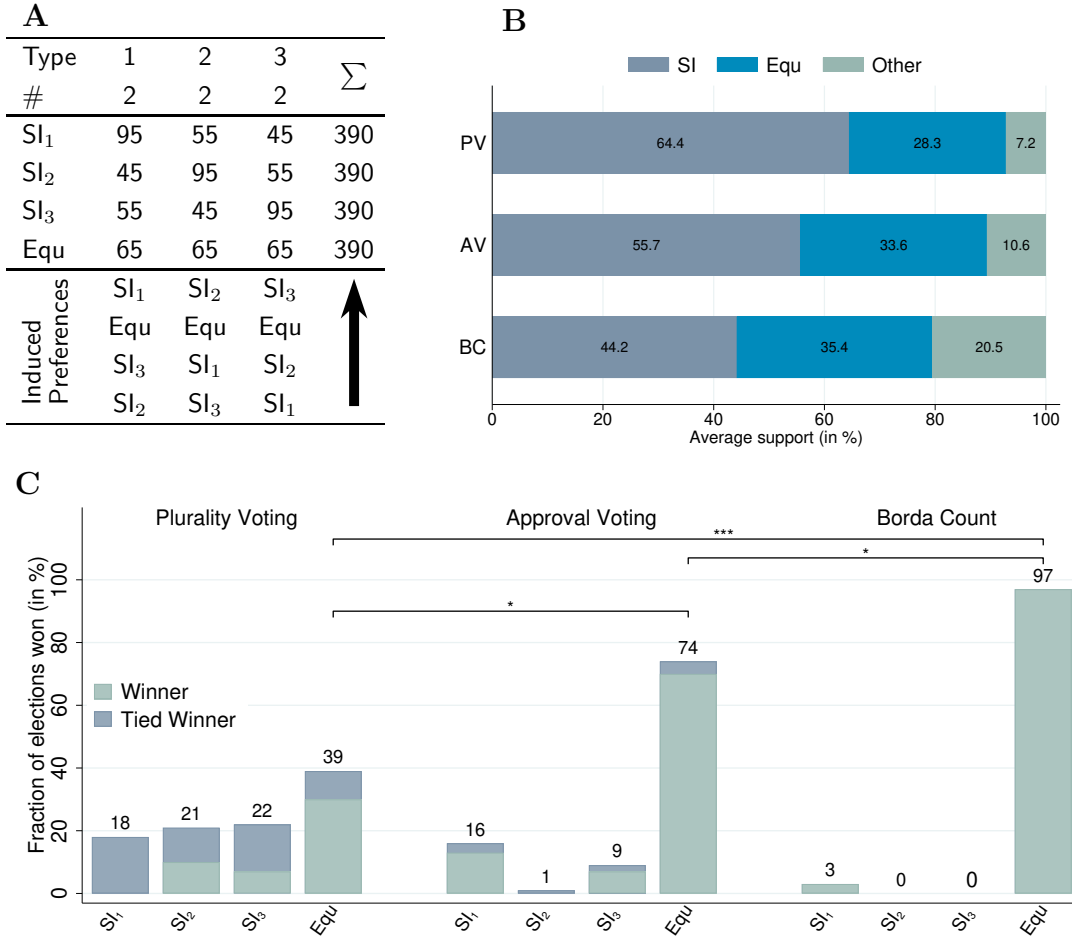 A
Type 1 2 3 ∑
# 2 2 2
SI₁ 95 55 45 390
SI₂ 45 95 55 390
SI₃ 55 45 95 390
Equ 65 65 65 390
Induced
Preferences
SI₁ SI₂ SI₃
Equ Equ Equ
SI₃ SI₁ SI₂
SI₂ SI₃ SI₁
B
SI Equ Other
PV 64.4 28.3 7.2
AV 55.7 33.6 10.6
BC 44.2 35.4 20.5
0 20 40 60 80 100
Average support (in %)
C
Plurality Voting Approval Voting Borda Count
***
*
*
Fraction of elections won (in %)
100
80
60
40
20
0
Winner
Tied Winner
18 21 22 39 16 1 9 74 3 0 0 97
SI₁ SI₂ SI₃ Equ SI₁ SI₂ SI₃ Equ SI₁ SI₂ SI₃ Equ